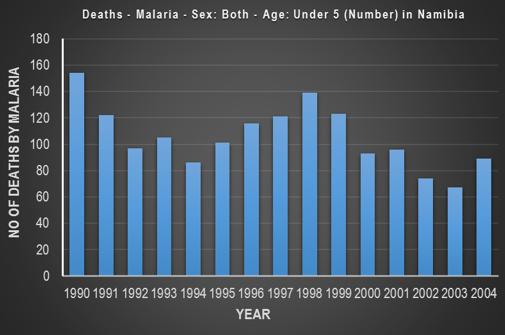 Deaths - Malaria - Sex: Both - Age: Under 5 (Number) in Namibia
NO OF DEATHS BY MALARIA
180
160
140
120
100
80
60
40
20
0
1990 1991 1992 1993 1994 1995 1996 1997 1998 1999 2000 2001 2002 2003 2004
YEAR